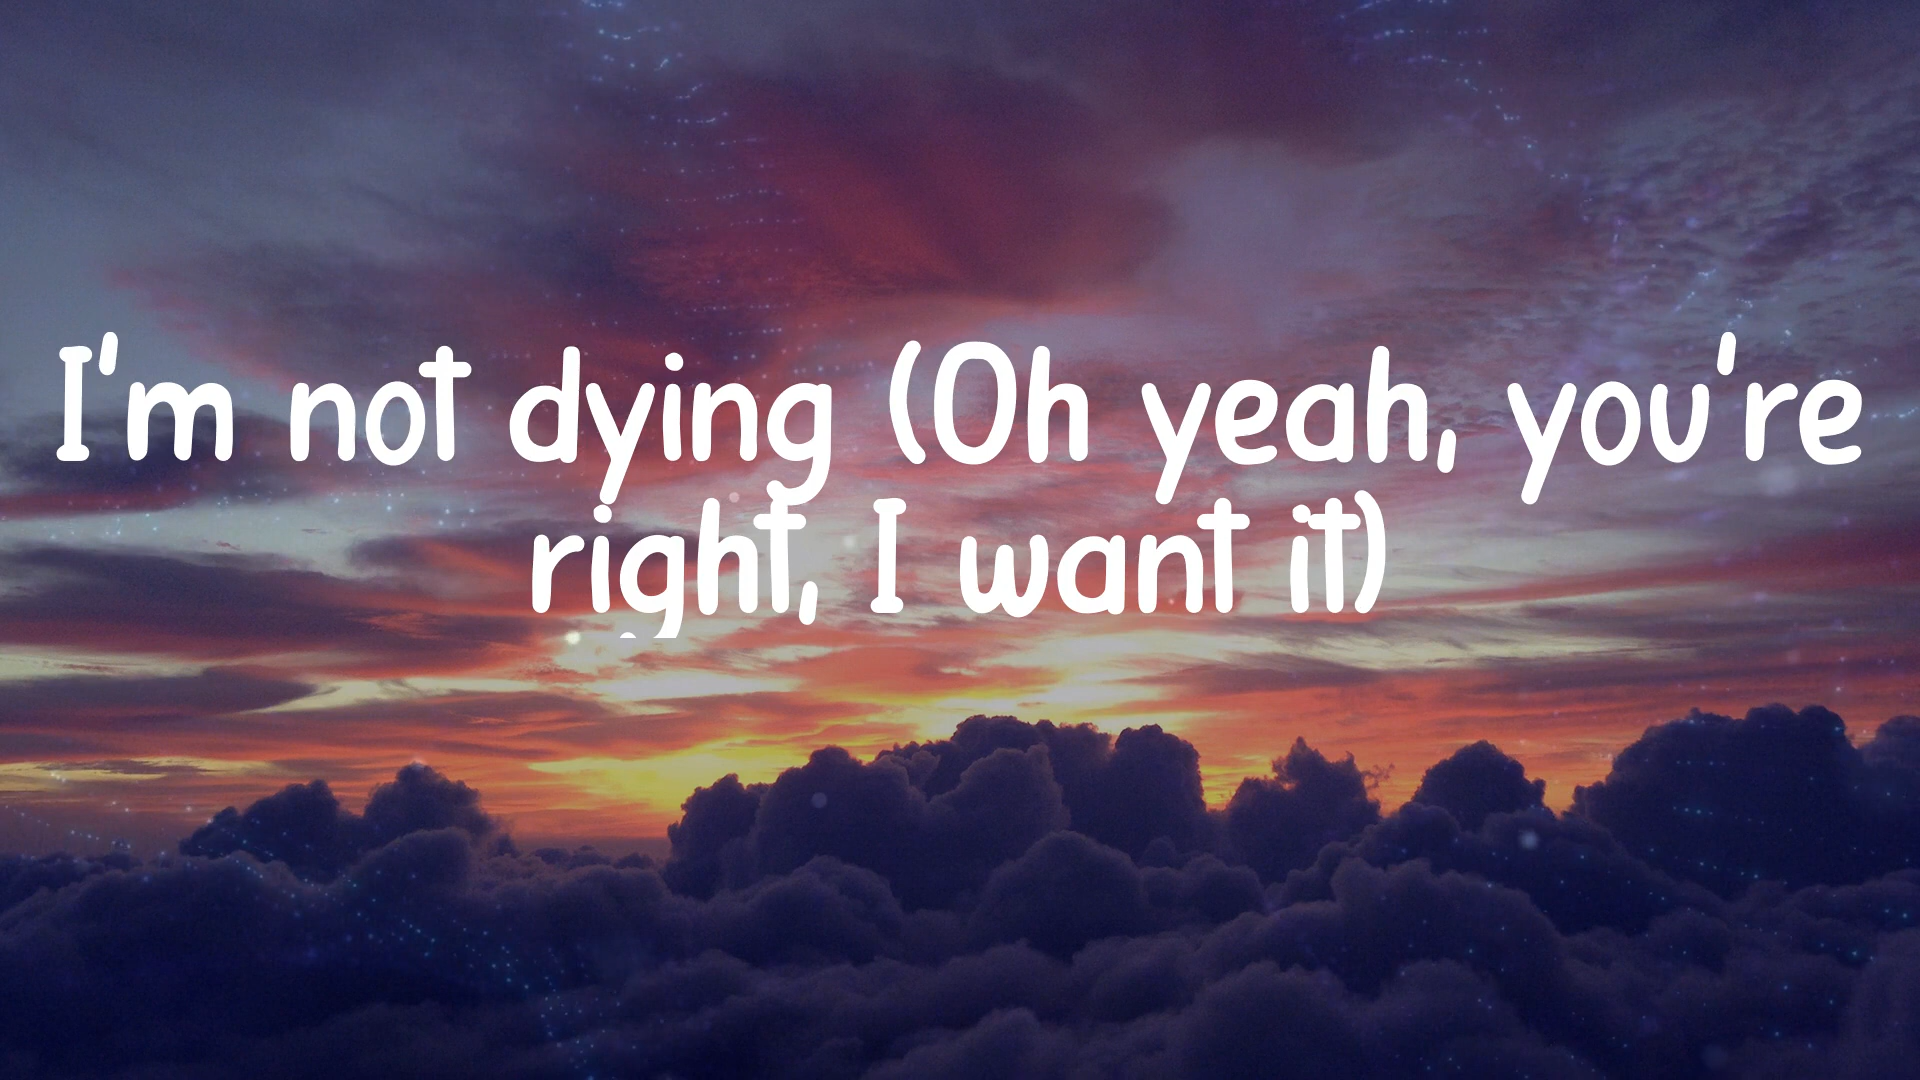 I'm not dying (Oh yeah, you're
right, I want it)